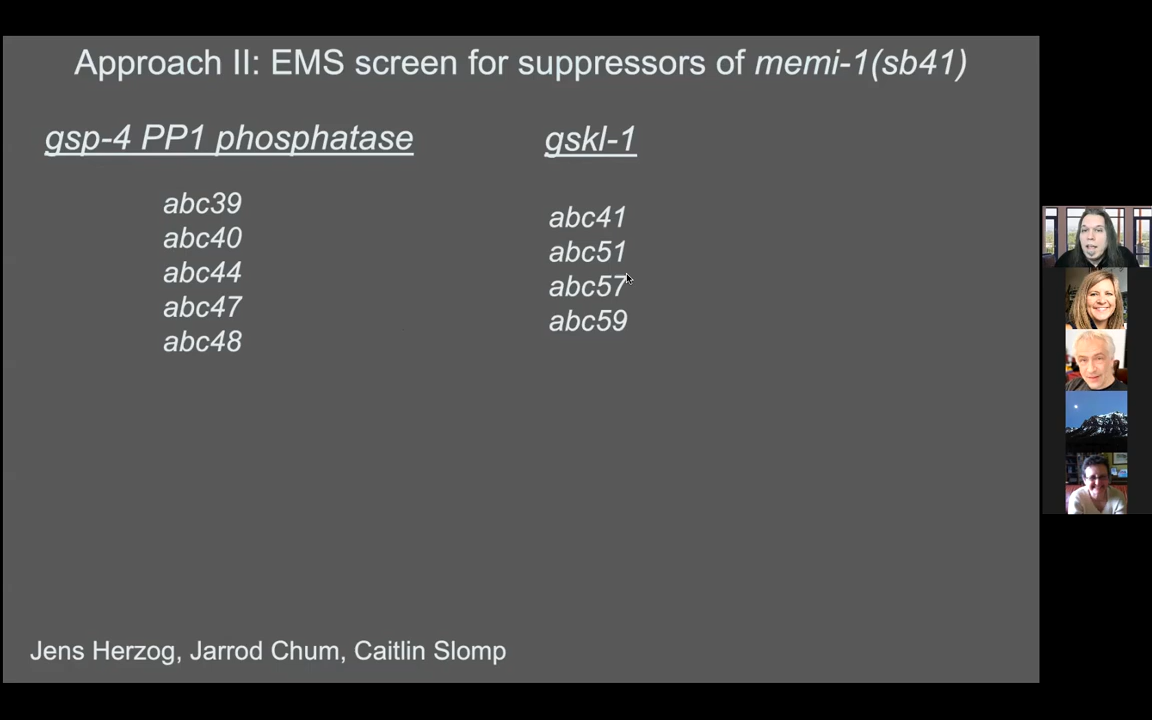 Approach II: EMS screen for suppressors of memi-1(sb41)
gsp-4 PP1 phosphatase
abc39
abc40
abc44
abc47
abc48
gskl-1
abc41
abc51
abc57
abc59
Jens Herzog, Jarrod Chum, Caitlin Slomp